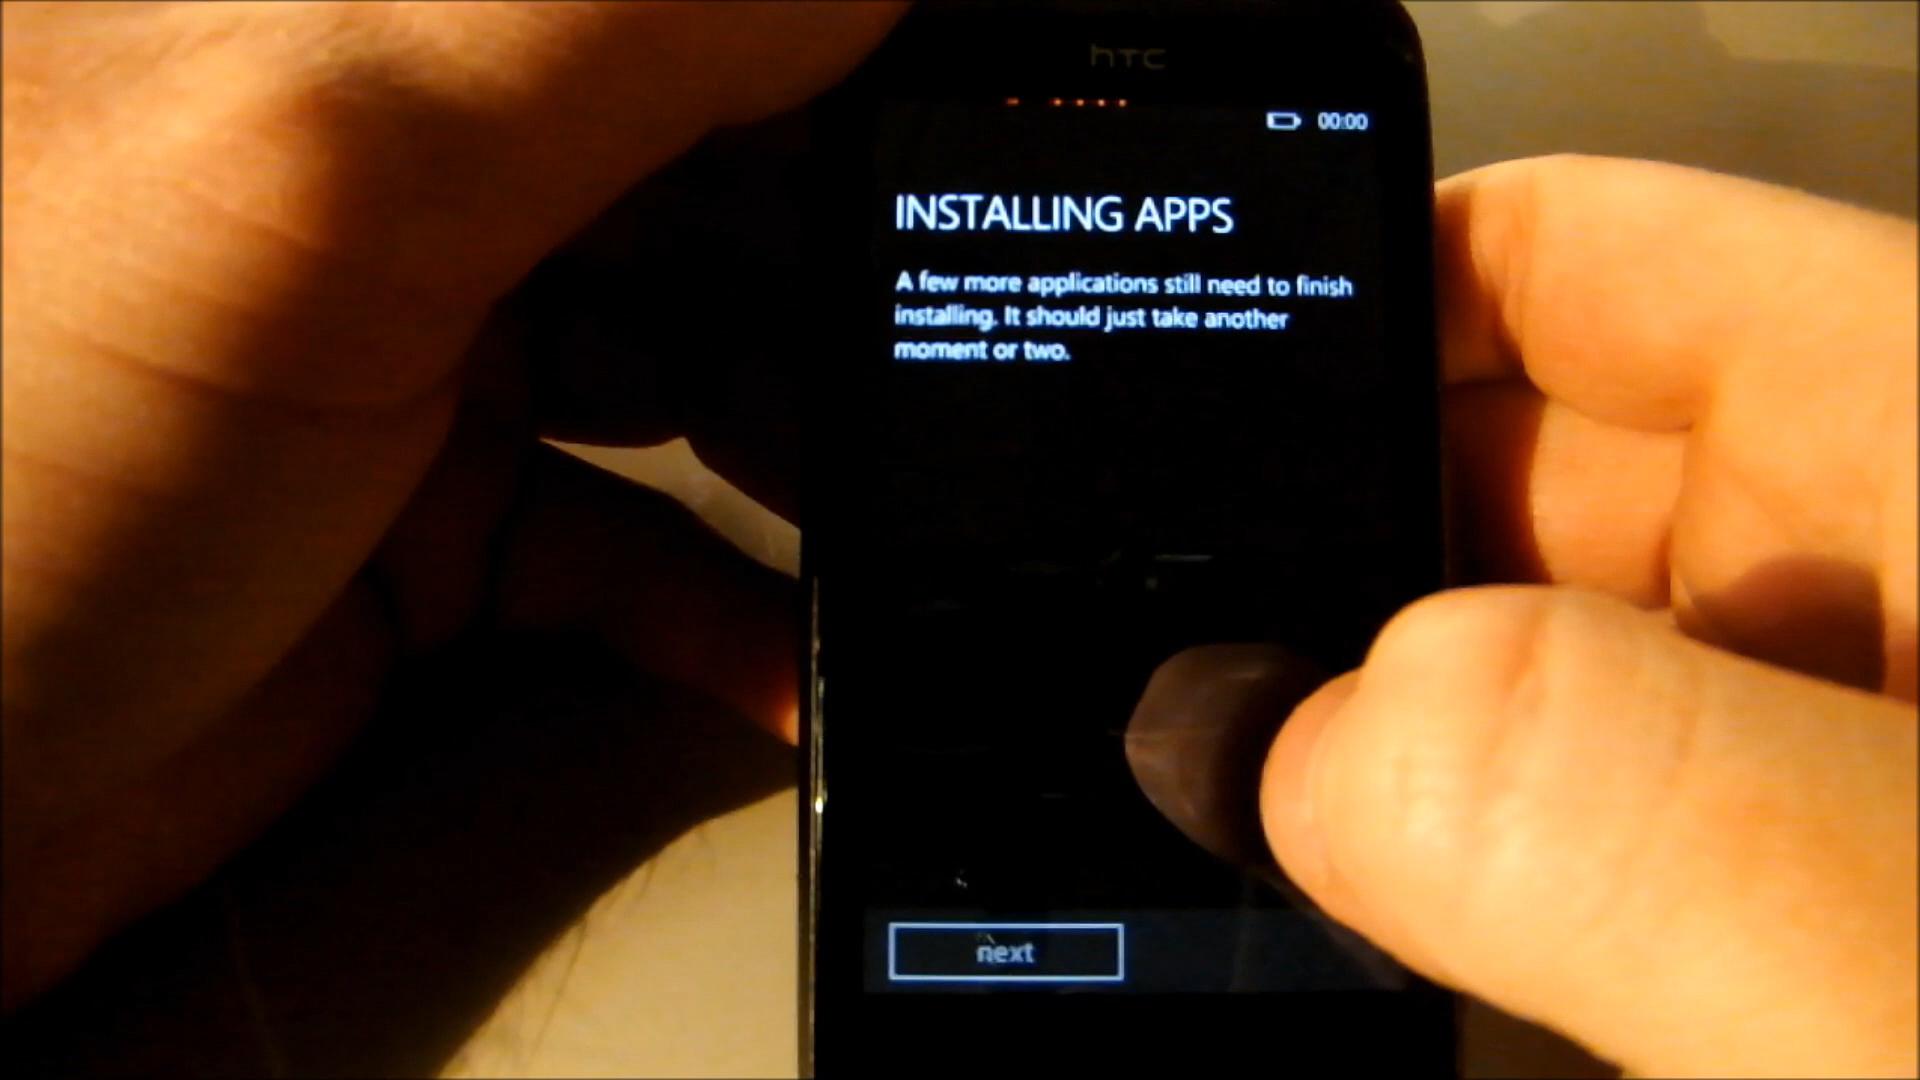 hTC
00:00
INSTALLING APPS
A few more applications still need to finish
installing. It should just take another
moment or two.
next